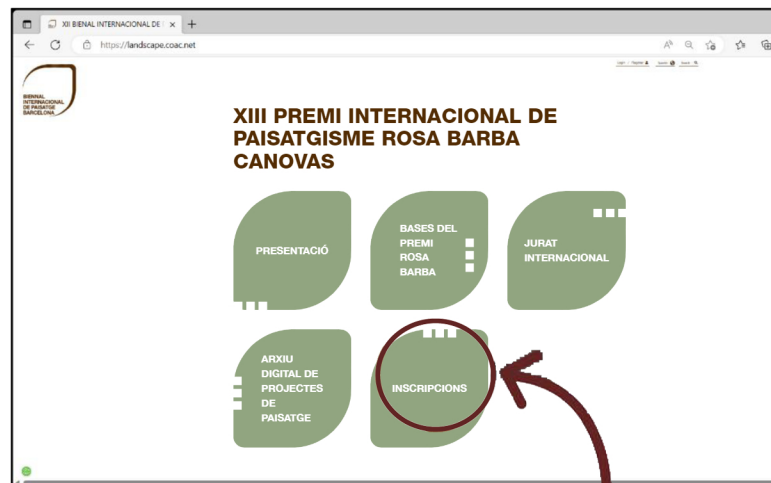 XII BIENAL INTERNACIONAL DE
https://landscape.coac.net
BIENNAL
INTERNACIONAL
DE PAISATGE
BARCELONA
XIII PREMI INTERNACIONAL DE
PAISATGISME ROSA BARBA
CANOVAS
PRESENTACIÓ
BASES DEL
PREMI
ROSA
BARBA
JURAT
INTERNACIONAL
ARXIU
DIGITAL DE
PROJECTES
DE
PAISATGE
INSCRIPCIONS